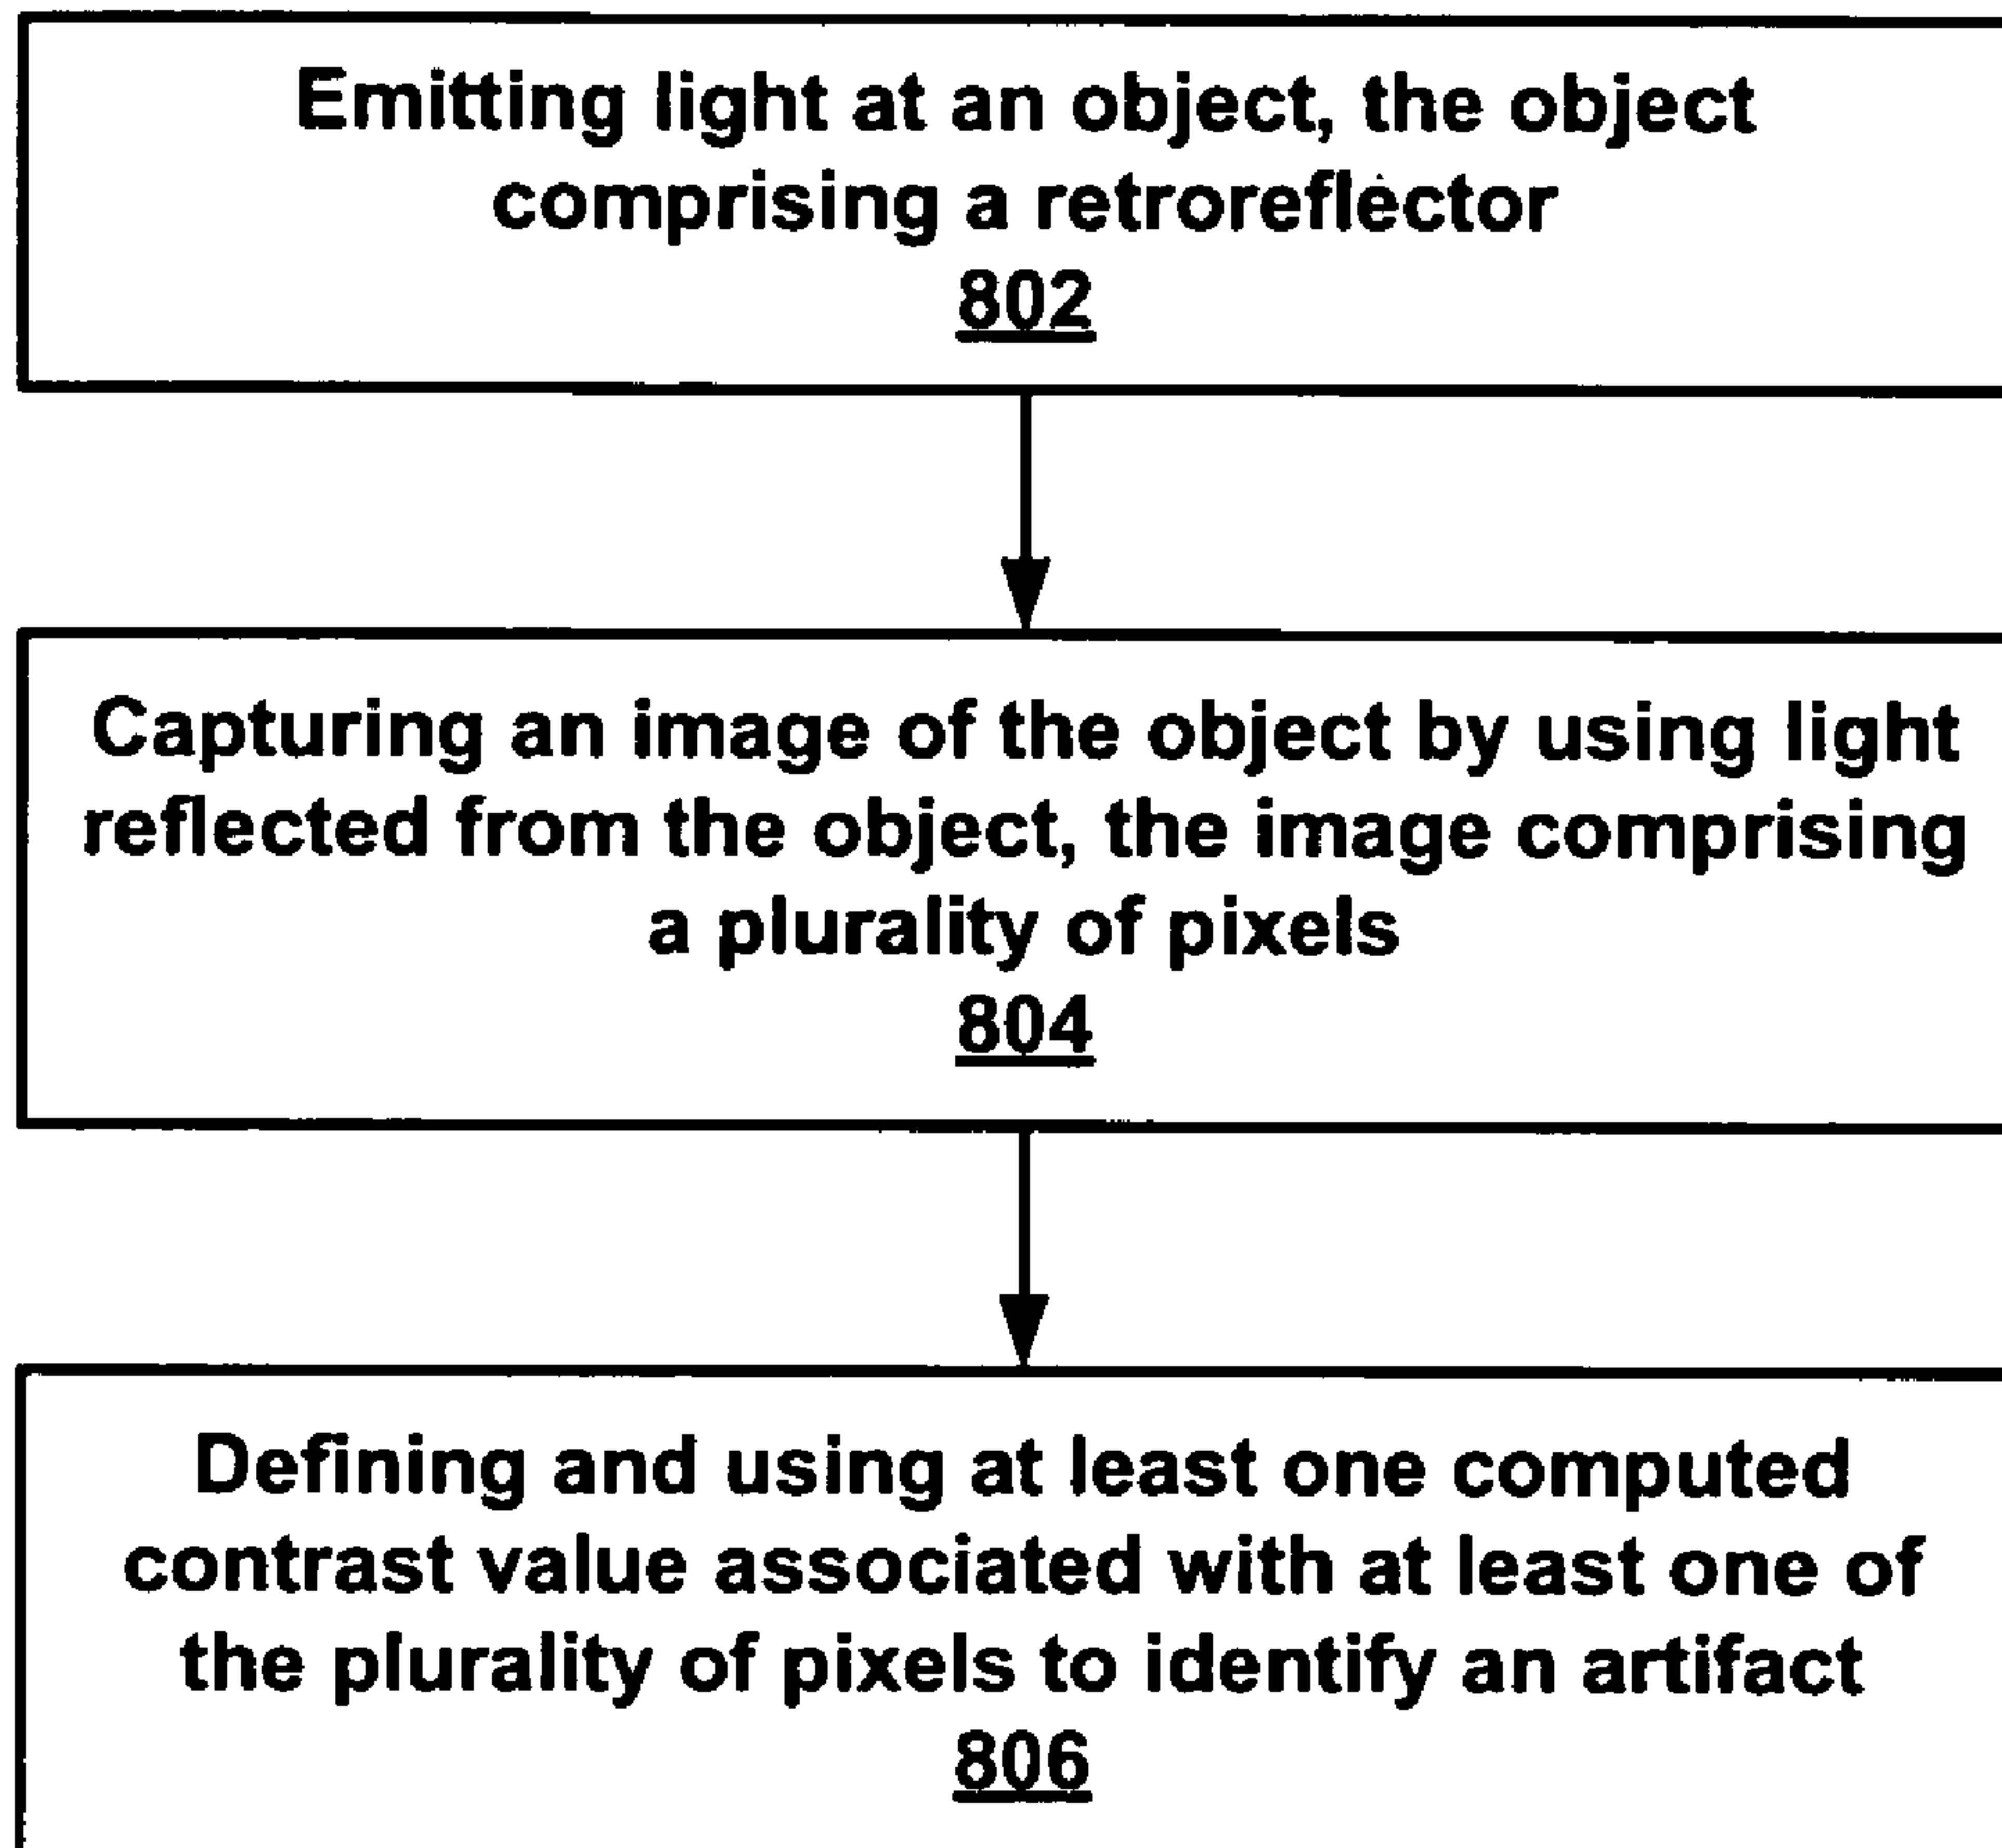 Emitting light at an object, the object
comprising a retroreflector
802
Capturing an image of the object by using light
reflected from the object, the image comprising
a plurality of pixels
804
Defining and using at least one computed
contrast value associated with at least one of
the plurality of pixels to identify an artifact
806